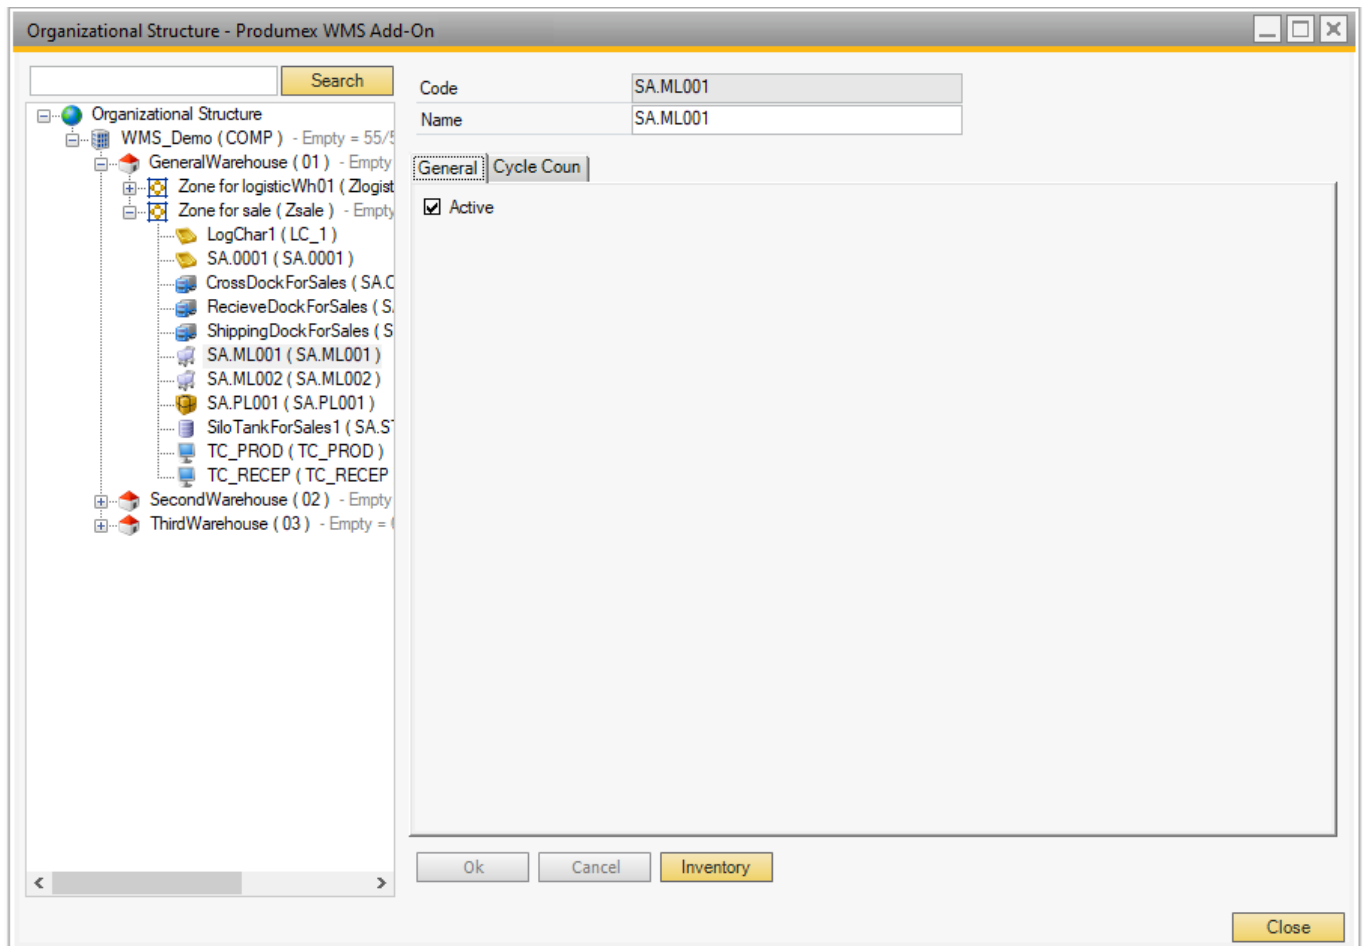 Organizational Structure - Produmex WMS Add-On
Search
Organizational Structure
WMS_Demo ( COMP ) - Empty = 55/5
GeneralWarehouse ( 01 ) - Empty
Zone for logisticWh01 ( Zlogist
Zone for sale ( Zsale ) - Empty
LogChar1 ( LC_1 )
SA.0001 ( SA.0001 )
CrossDockForSales ( SA.C
RecieveDockForSales ( S.
ShippingDockForSales ( S
SA.ML001 ( SA.ML001 )
SA.ML002 ( SA.ML002 )
SA.PL001 ( SA.PL001 )
SiloTankForSales1 ( SA.S
TC_PROD ( TC_PROD )
TC_RECEP ( TC_RECEP
SecondWarehouse ( 02 ) - Empty
ThirdWarehouse ( 03 ) - Empty =
Code SA.ML001
Name SA.ML001
General Cycle Coun
Active
Ok Cancel Inventory
Close